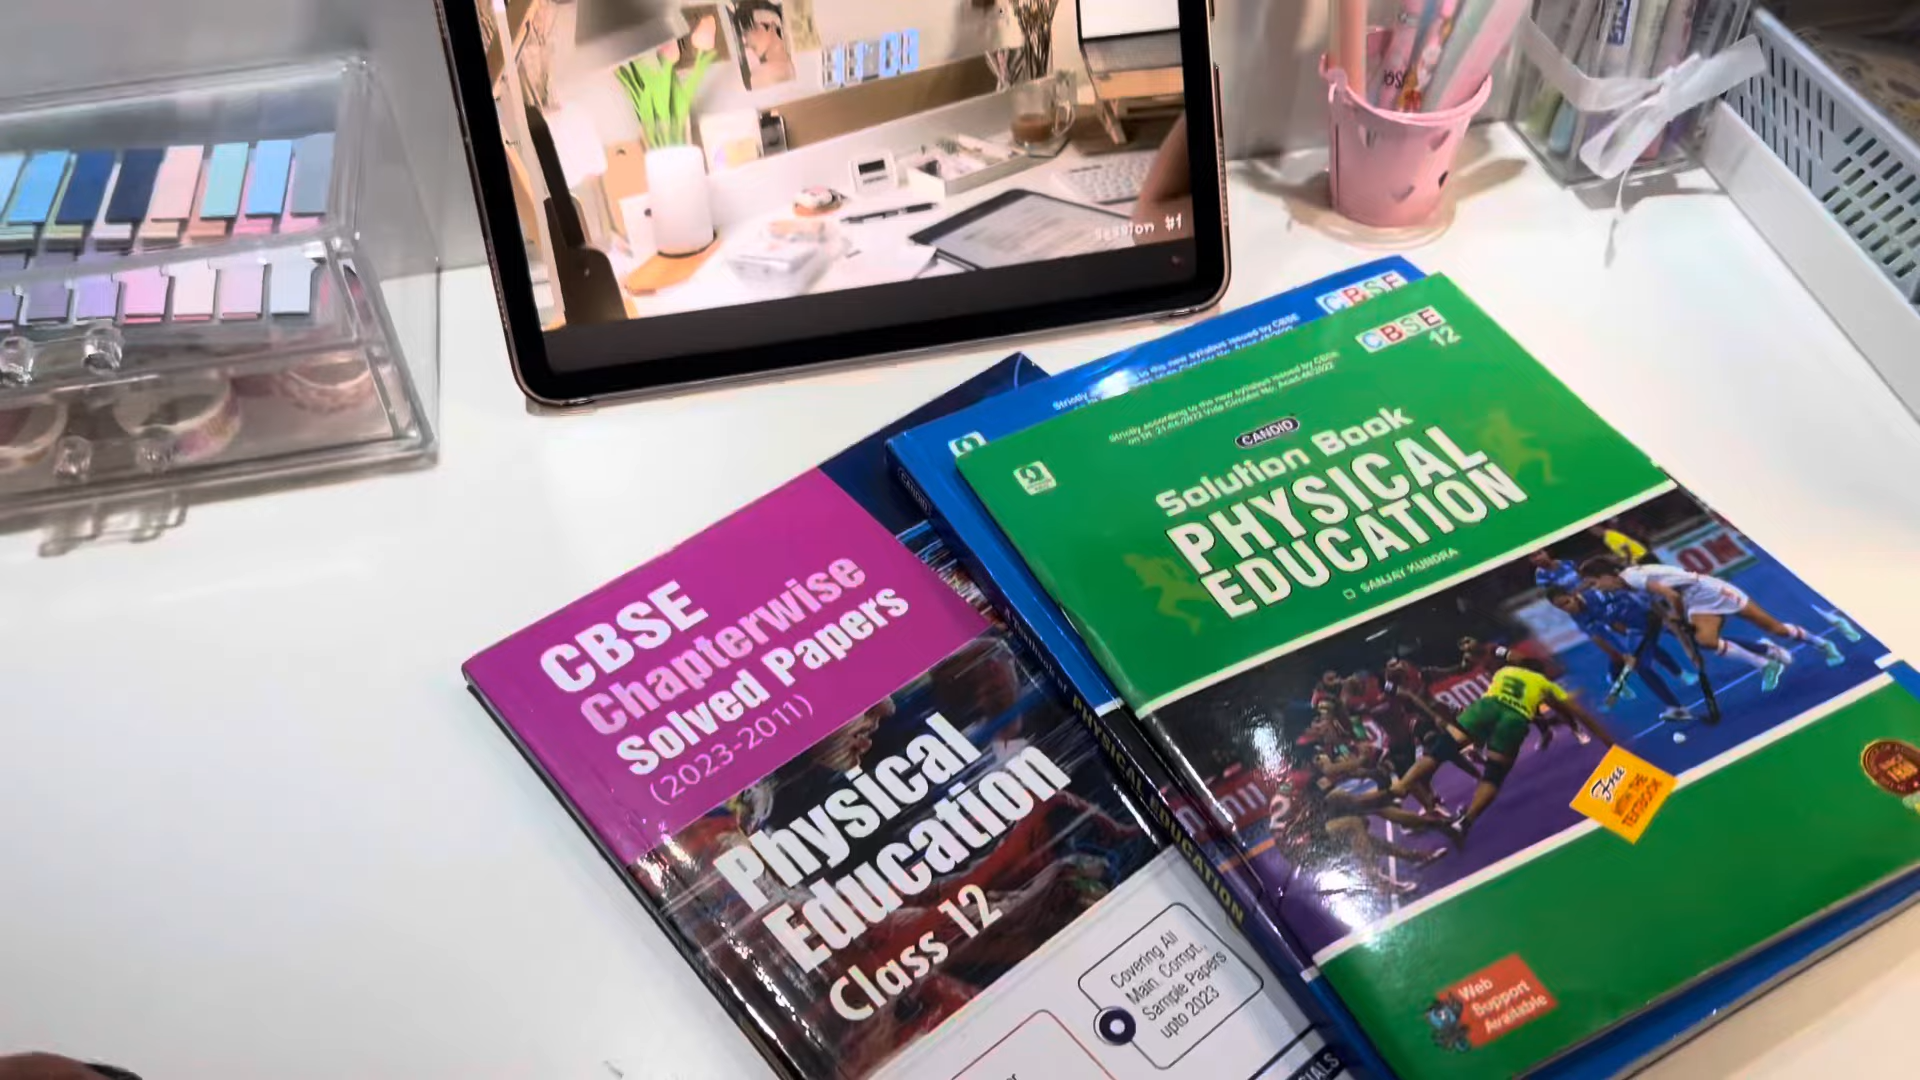 Session #1
CBSE
CBSE
12
Strictly according to the new syllabus issued by CBSE
CANDID
Solution Book
PHYSICAL
EDUCATION
SANJAY KUNDRA
Free
WITH THE
TEXTBOOK
Web
Support
Available
PHYSICAL EDUCATION
CBSE
Chapterwise
Solved Papers
(2023-2011)
Physical
Education
Class 12
Covering All
Main, Compt.,
Sample Papers
upto 2023